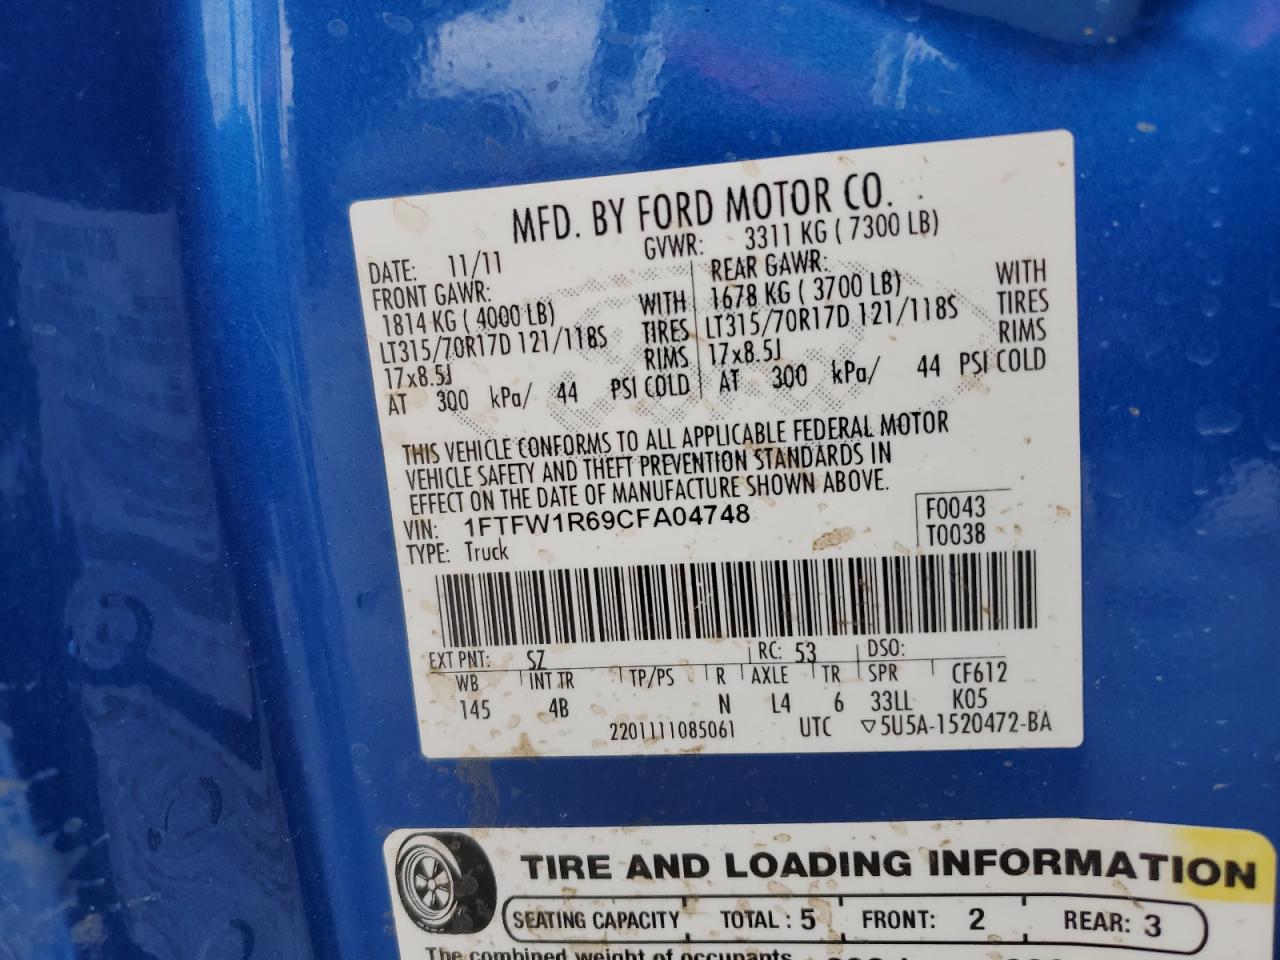 MFD. BY FORD MOTOR CO.
DATE: 11/11 GVWR: 3311 KG ( 7300 LB)
FRONT GAWR: REAR GAWR:
1814 KG ( 4000 LB) WITH 1678 KG ( 3700 LB) WITH
LT315/70R17D 121/118S TIRES LT315/70R17D 121/118S TIRES
17x8.5J RIMS 17x8.5J RIMS
AT 300 kPa/ 44 PSI COLD AT 300 kPa/ 44 PSI COLD
THIS VEHICLE CONFORMS TO ALL APPLICABLE FEDERAL MOTOR
VEHICLE SAFETY AND THEFT PREVENTION STANDARDS IN
EFFECT ON THE DATE OF MANUFACTURE SHOWN ABOVE.
VIN: 1FTFW1R69CFA04748 F0043
TYPE: Truck T0038
EXT PNT: SZ RC: 53 DSO:
WB INT TR TP/PS R AXLE TR SPR CF612
145 4B N L4 6 33LL K05
2201111085061 UTC ▽5U5A-1520472-BA
TIRE AND LOADING INFORMATION
SEATING CAPACITY TOTAL : 5 FRONT: 2 REAR: 3
The combined weight of occupants